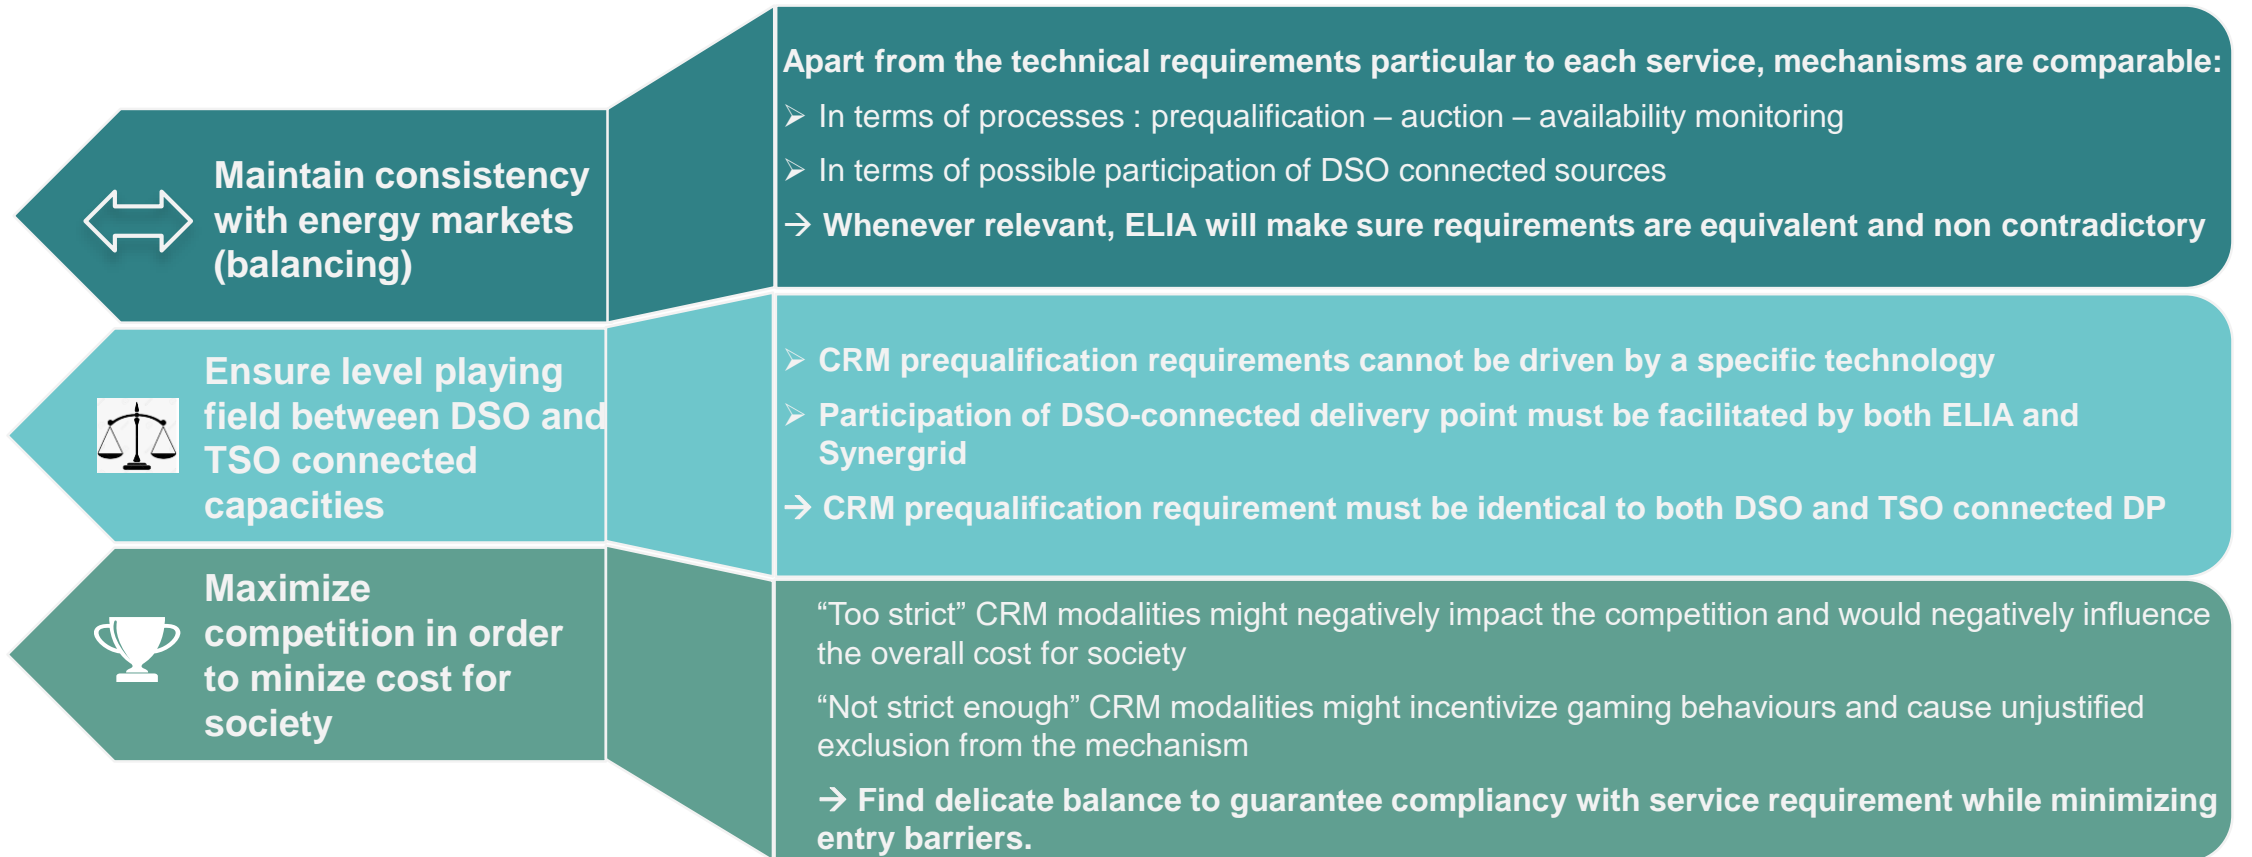 Maintain consistency
with energy markets
(balancing)
Apart from the technical requirements particular to each service, mechanisms are comparable:
➢ In terms of processes : prequalification – auction – availability monitoring
➢ In terms of possible participation of DSO connected sources
→ Whenever relevant, ELIA will make sure requirements are equivalent and non contradictory
Ensure level playing
field between DSO and
TSO connected
capacities
➢ CRM prequalification requirements cannot be driven by a specific technology
➢ Participation of DSO-connected delivery point must be facilitated by both ELIA and
Synergrid
→ CRM prequalification requirement must be identical to both DSO and TSO connected DP
Maximize
competition in order
to minize cost for
society
“Too strict” CRM modalities might negatively impact the competition and would negatively influence
the overall cost for society
“Not strict enough” CRM modalities might incentivize gaming behaviours and cause unjustified
exclusion from the mechanism
→ Find delicate balance to guarantee compliancy with service requirement while minimizing
entry barriers.